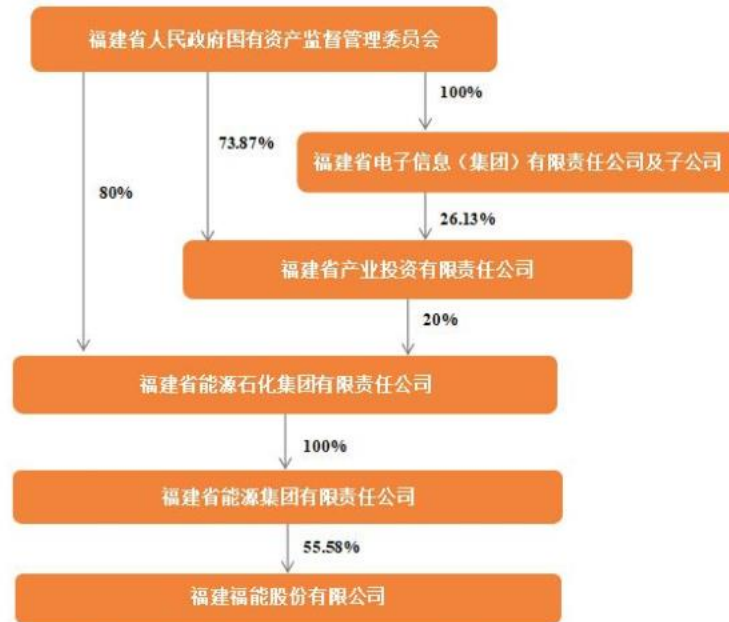 福建省人民政府国有资产监督管理委员会
100%
73.87%
福建省电子信息（集团）有限责任公司及子公司
80%
26.13%
福建省产业投资有限责任公司
20%
福建省能源石化集团有限责任公司
100%
福建省能源集团有限责任公司
55.58%
福建福能股份有限公司